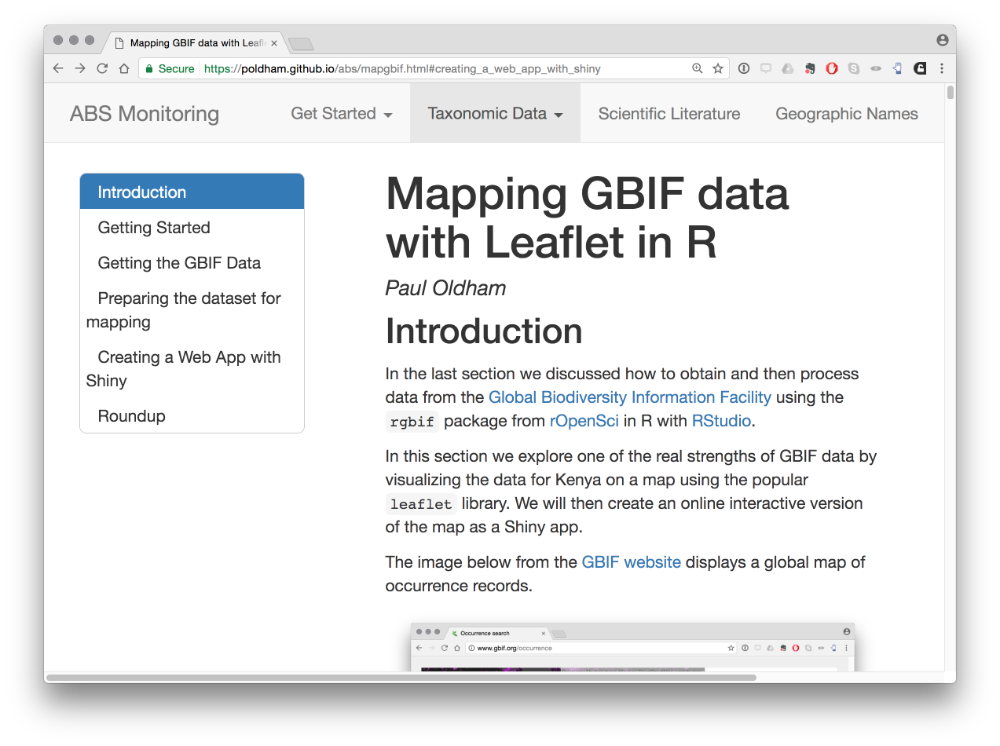 Mapping GBIF data with Leafl
Secure https://poldham.github.io/abs/mapgbif.html#creating_a_web_app_with_shiny
ABS Monitoring Get Started Taxonomic Data Scientific Literature Geographic Names
Introduction
Getting Started
Getting the GBIF Data
Preparing the dataset for
mapping
Creating a Web App with
Shiny
Roundup
Mapping GBIF data
with Leaflet in R
Paul Oldham
Introduction
In the last section we discussed how to obtain and then process
data from the Global Biodiversity Information Facility using the
rgbif package from rOpenSci in R with RStudio.
In this section we explore one of the real strengths of GBIF data by
visualizing the data for Kenya on a map using the popular
leaflet library. We will then create an online interactive version
of the map as a Shiny app.
The image below from the GBIF website displays a global map of
occurrence records.
Occurrence search
www.gbif.org/occurrence